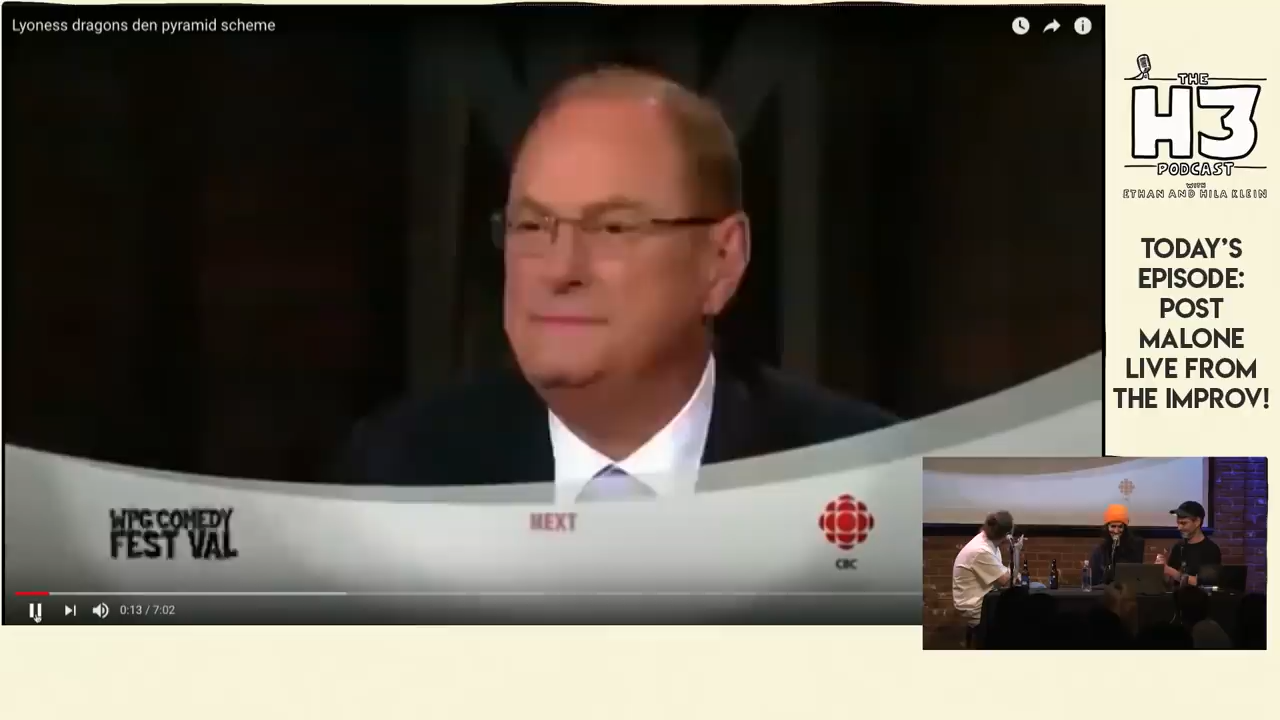 Lyoness dragons den pyramid scheme
THE
H3
PODCAST
WITH
ETHAN AND HILA KLEIN
TODAY'S
EPISODE:
POST
MALONE
LIVE FROM
THE IMPROV!
WPG COMEDY
FEST VAL
NEXT
CBC
0:13 / 7:02